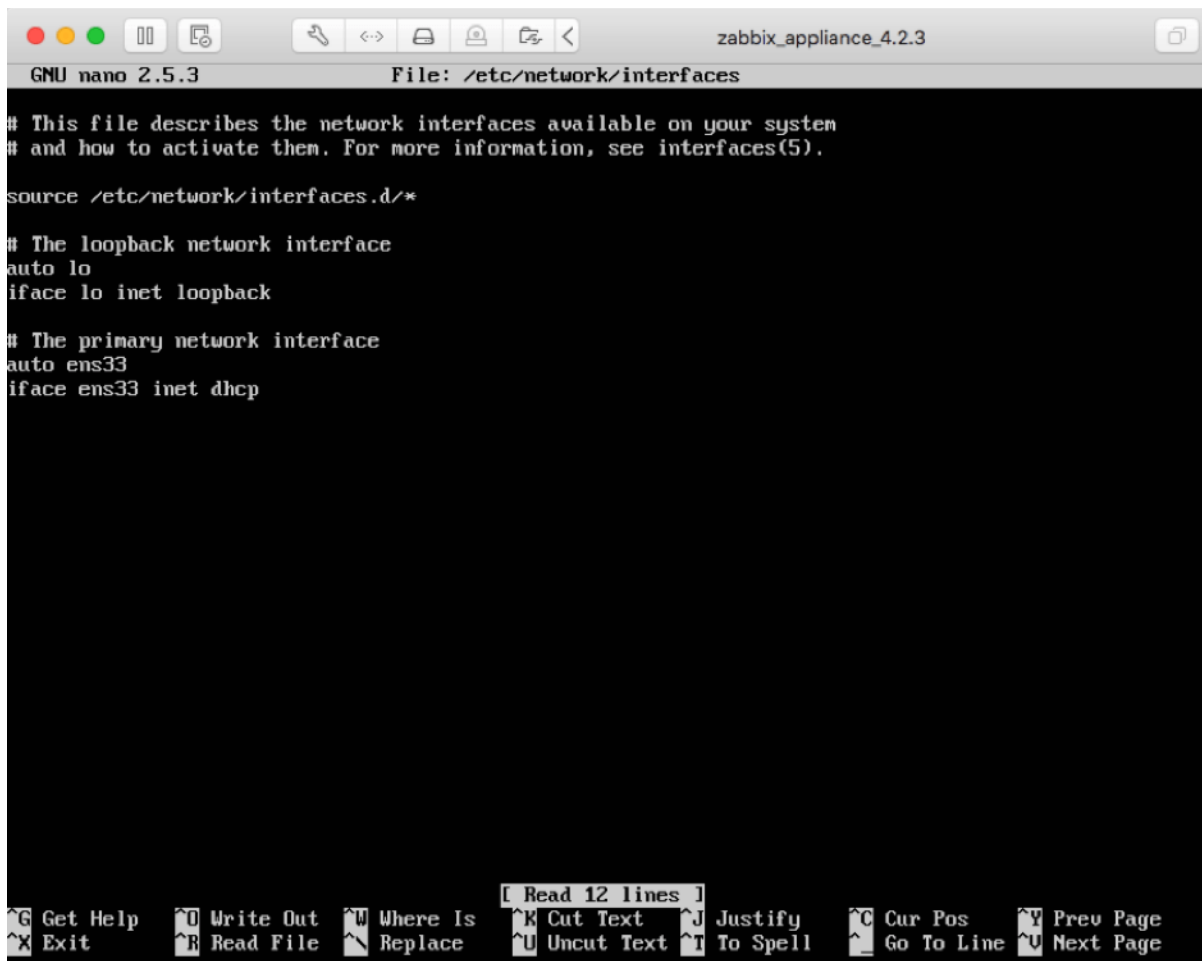 zabbix_appliance_4.2.3
GNU nano 2.5.3 File: /etc/network/interfaces
# This file describes the network interfaces available on your system
# and how to activate them. For more information, see interfaces(5).
source /etc/network/interfaces.d/*
# The loopback network interface
auto lo
iface lo inet loopback
# The primary network interface
auto ens33
iface ens33 inet dhcp
[ Read 12 lines ]
^G Get Help ^O Write Out ^W Where Is ^K Cut Text ^J Justify ^C Cur Pos ^Y Prev Page
^X Exit ^R Read File ^\ Replace ^U Uncut Text ^T To Spell ^_ Go To Line ^V Next Page